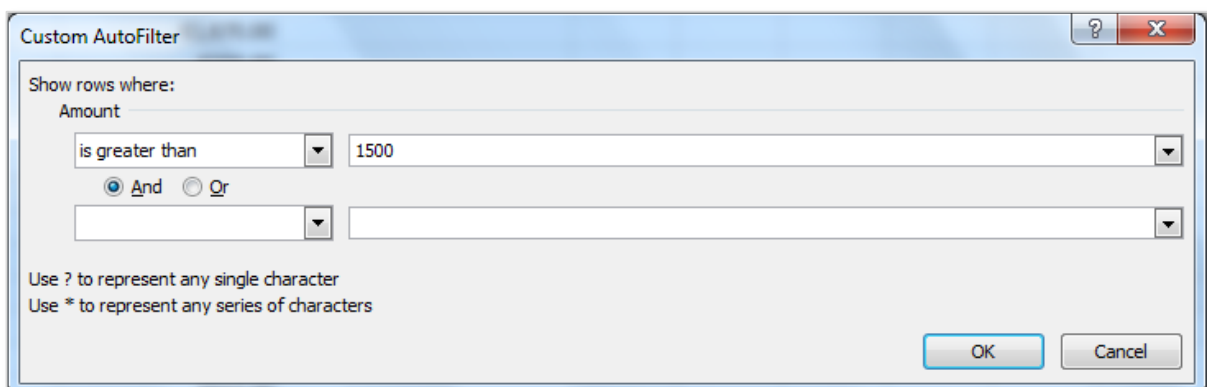 Custom AutoFilter
?
Show rows where:
Amount
is greater than 1500
And Or
Use ? to represent any single character
Use * to represent any series of characters
OK Cancel